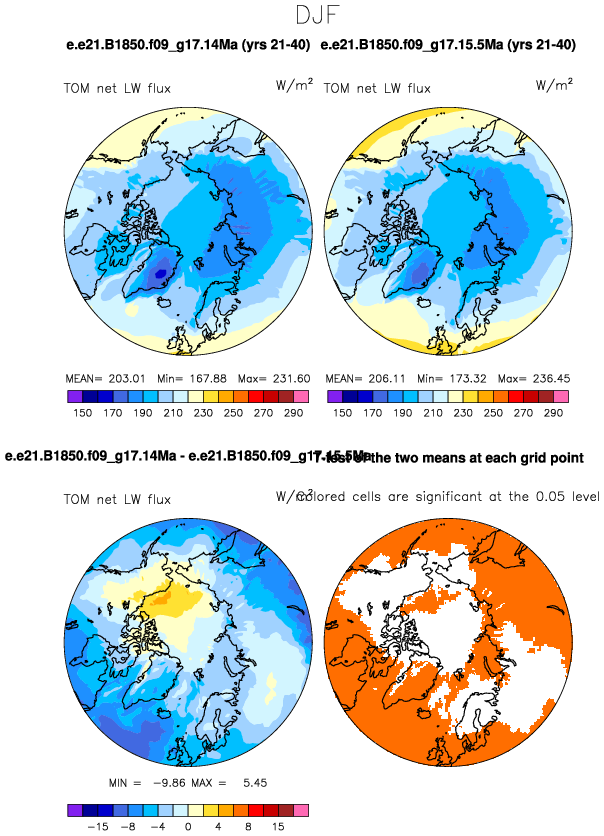 DJF
e.e21.B1850.f09_g17.14Ma (yrs 21-40) e.e21.B1850.f09_g17.15.5Ma (yrs 21-40)
TOM net LW flux W/m² TOM net LW flux W/m²
MEAN= 203.01 Min= 167.88 Max= 231.60 MEAN= 206.11 Min= 173.32 Max= 236.45
150 170 190 210 230 250 270 290 150 170 190 210 230 250 270 290
e.e21.B1850.f09_g17.14Ma - e.e21.B1850.f09_g17.15.5Ma T-test of the two means at each grid point
TOM net LW flux W/m² Colored cells are significant at the 0.05 level
MIN = -9.86 MAX = 5.45
-15 -8 -4 0 4 8 15